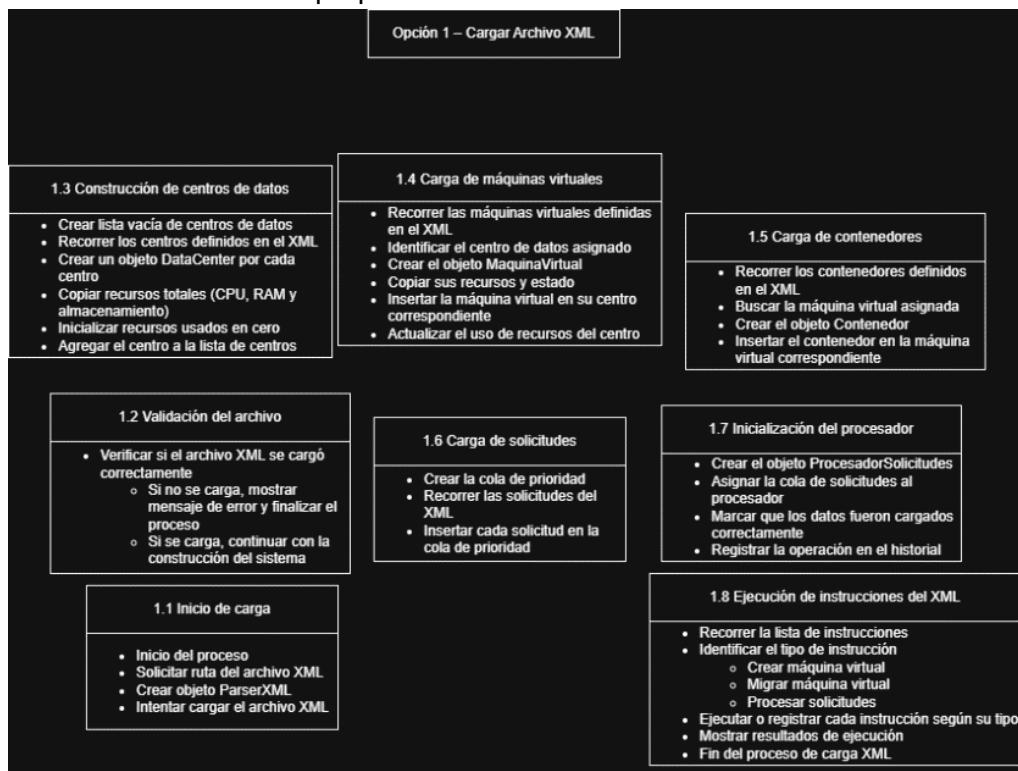 Opción 1 – Cargar Archivo XML
1.3 Construcción de centros de datos
• Crear lista vacía de centros de datos
• Recorrer los centros definidos en el XML
• Crear un objeto DataCenter por cada
centro
• Copiar recursos totales (CPU, RAM y
almacenamiento)
• Inicializar recursos usados en cero
• Agregar el centro a la lista de centros
1.4 Carga de máquinas virtuales
• Recorrer las máquinas virtuales definidas
en el XML
• Identificar el centro de datos asignado
• Crear el objeto MaquinaVirtual
• Copiar sus recursos y estado
• Insertar la máquina virtual en su centro
correspondiente
• Actualizar el uso de recursos del centro
1.5 Carga de contenedores
• Recorrer los contenedores definidos
en el XML
• Buscar la máquina virtual asignada
• Crear el objeto Contenedor
• Insertar el contenedor en la máquina
virtual correspondiente
1.2 Validación del archivo
• Verificar si el archivo XML se cargó
correctamente
○ Si no se carga, mostrar
mensaje de error y finalizar el
proceso
○ Si se carga, continuar con la
construcción del sistema
1.6 Carga de solicitudes
• Crear la cola de prioridad
• Recorrer las solicitudes del
XML
• Insertar cada solicitud en la
cola de prioridad
1.7 Inicialización del procesador
• Crear el objeto ProcesadorSolicitudes
• Asignar la cola de solicitudes al
procesador
• Marcar que los datos fueron cargados
correctamente
• Registrar la operación en el historial
1.1 Inicio de carga
• Inicio del proceso
• Solicitar ruta del archivo XML
• Crear objeto ParserXML
• Intentar cargar el archivo XML
1.8 Ejecución de instrucciones del XML
• Recorrer la lista de instrucciones
• Identificar el tipo de instrucción
○ Crear máquina virtual
○ Migrar máquina virtual
○ Procesar solicitudes
• Ejecutar o registrar cada instrucción según su tipo
• Mostrar resultados de ejecución
• Fin del proceso de carga XML